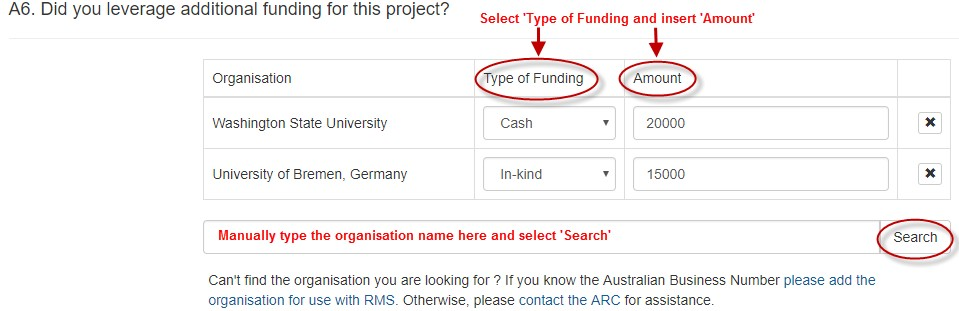 A6. Did you leverage additional funding for this project?
Select 'Type of Funding and insert 'Amount'
Organisation Type of Funding Amount
Washington State University Cash 20000
University of Bremen, Germany In-kind 15000
Manually type the organisation name here and select 'Search' Search
Can't find the organisation you are looking for ? If you know the Australian Business Number please add the
organisation for use with RMS. Otherwise, please contact the ARC for assistance.